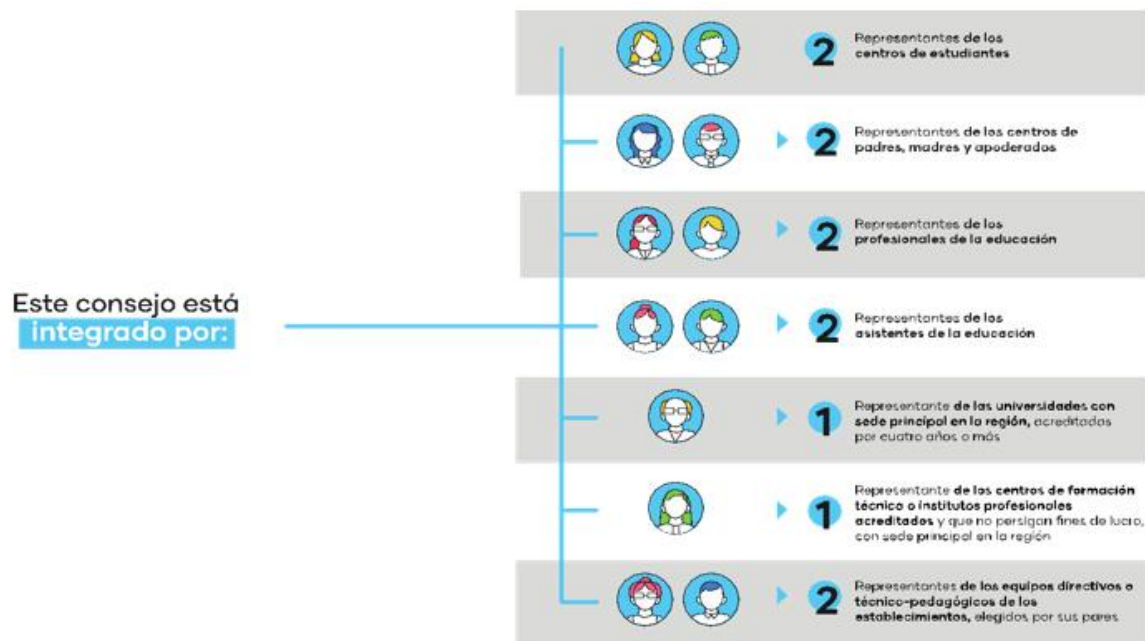 Este consejo está
integrado por:
2
Representantes de los
centros de estudiantes
2
Representantes de los centros de
padres, madres y apoderados
2
Representantes de los
profesionales de la educación
2
Representantes de los
asistentes de la educación
1
Representante de las universidades con
sede principal en la región, acreditadas
por cuatro años o más
1
Representante de los centros de formación
técnica o institutos profesionales
acreditados y que no persigan fines de lucro,
con sede principal en la región
2
Representantes de los equipos directivos o
técnico-pedagógicos de los
establecimientos, elegidos por sus pares